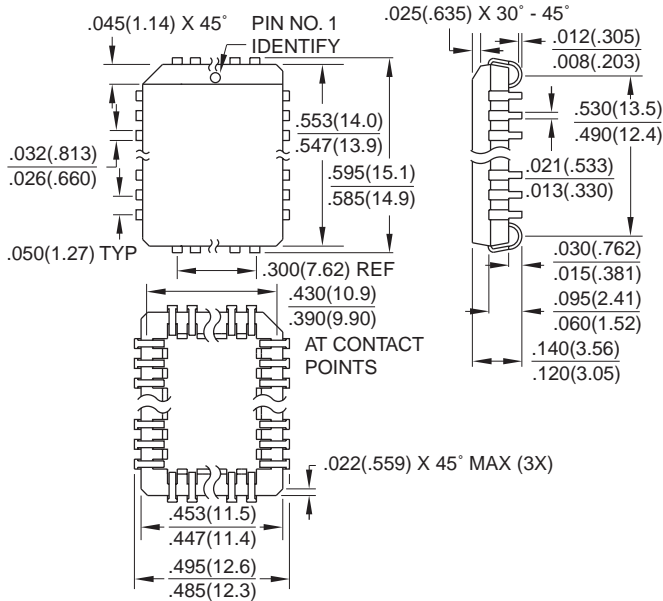 .045(1.14) X 45°
PIN NO. 1
IDENTIFY
.025(.635) X 30° - 45°
.012(.305)
.008(.203)
.553(14.0)
.547(13.9)
.530(13.5)
.490(12.4)
.032(.813)
.026(.660)
.595(15.1)
.585(14.9)
.021(.533)
.013(.330)
.050(1.27) TYP
.300(7.62) REF
.030(.762)
.015(.381)
.430(10.9)
.390(9.90)
AT CONTACT
POINTS
.095(2.41)
.060(1.52)
.140(3.56)
.120(3.05)
.022(.559) X 45° MAX (3X)
.453(11.5)
.447(11.4)
.495(12.6)
.485(12.3)